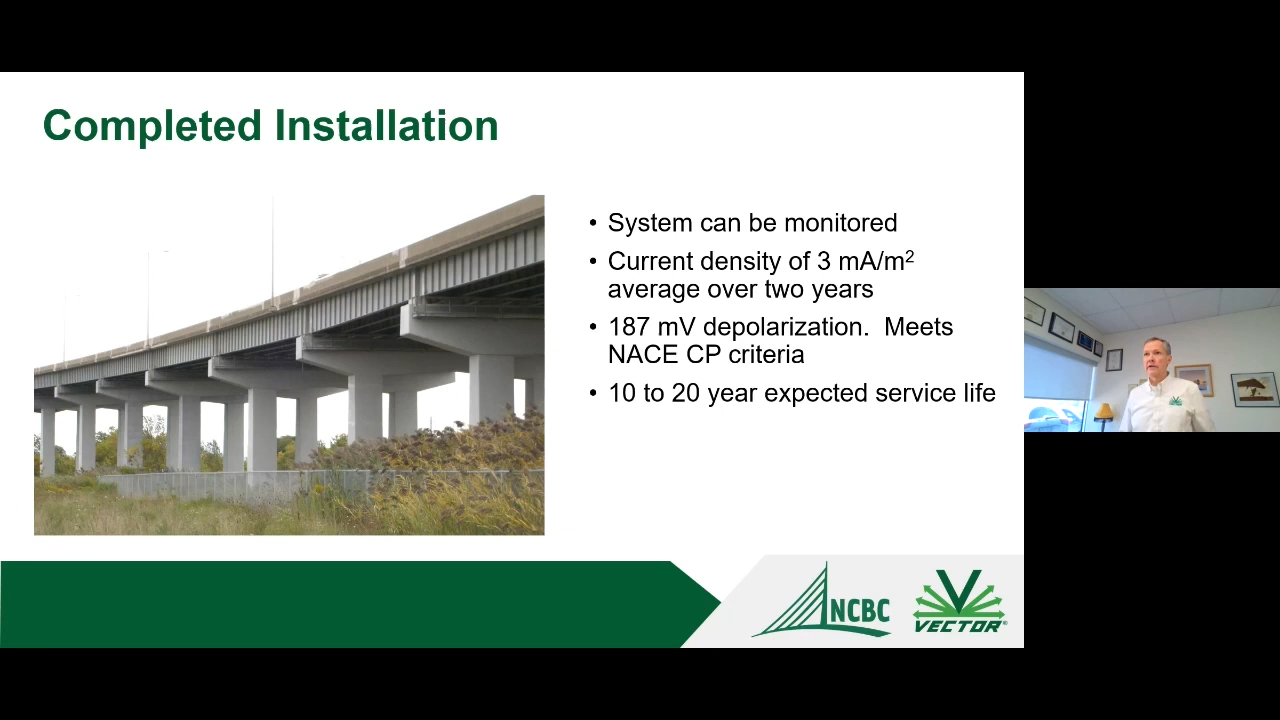 Completed Installation
• System can be monitored
• Current density of 3 mA/m²
average over two years
• 187 mV depolarization.  Meets
NACE CP criteria
• 10 to 20 year expected service life
NCBC
VECTOR®